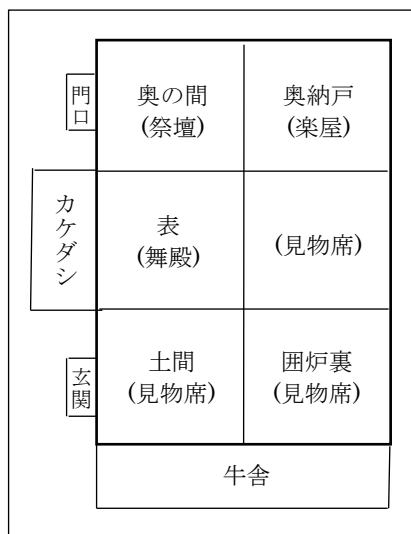 門口
奥の間
(祭壇)
奥納戸
(楽屋)
カケダシ
表
(舞殿)
(見物席)
玄関
土間
(見物席)
囲炉裏
(見物席)
牛舎